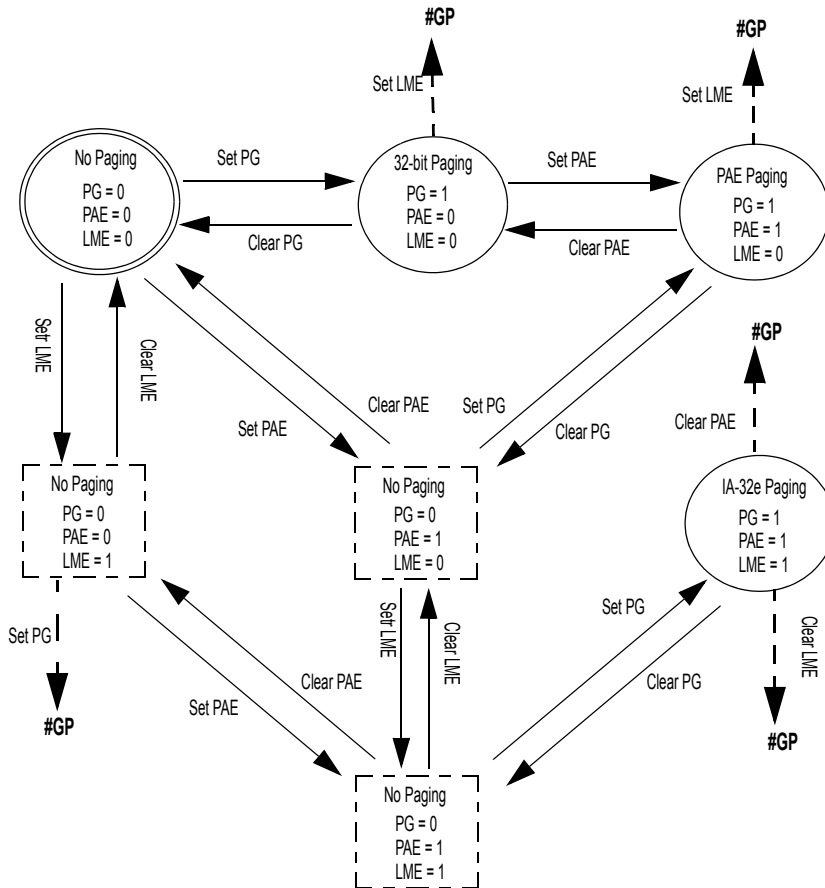 #GP
#GP
Set LME
Set LME
No Paging
PG = 0
PAE = 0
LME = 0
Set PG
Clear PG
32-bit Paging
PG = 1
PAE = 0
LME = 0
Set PAE
Clear PAE
PAE Paging
PG = 1
PAE = 1
LME = 0
Setr LME
Clear LME
Set PAE
Clear PAE
Set PG
Clear PG
#GP
Clear PAE
No Paging
PG = 0
PAE = 0
LME = 1
No Paging
PG = 0
PAE = 1
LME = 0
IA-32e Paging
PG = 1
PAE = 1
LME = 1
Set PG
#GP
Set PAE
Clear PAE
Setr LME
Clear LME
Set PG
Clear PG
Clear LME
#GP
No Paging
PG = 0
PAE = 1
LME = 1